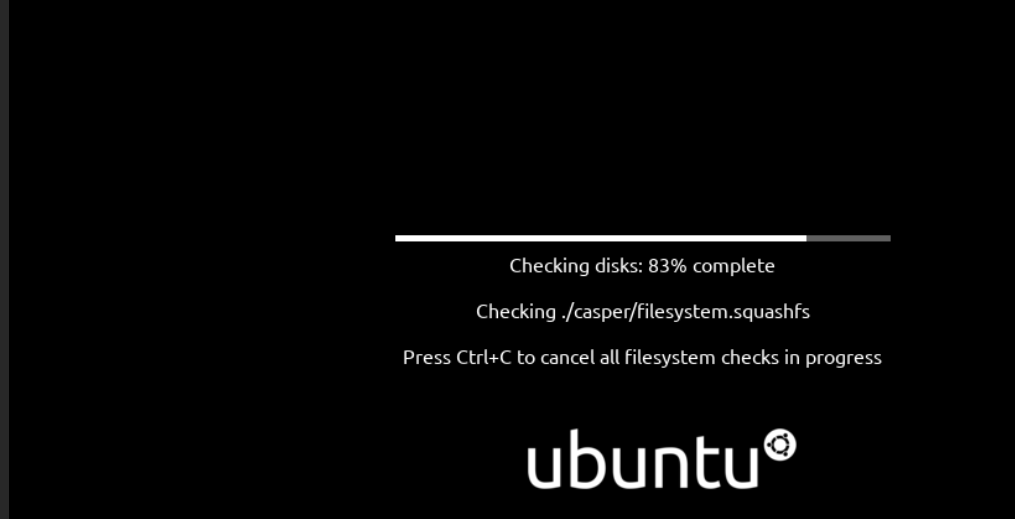 Checking disks: 83% complete
Checking ./casper/filesystem.squashfs
Press Ctrl+C to cancel all filesystem checks in progress
ubuntu